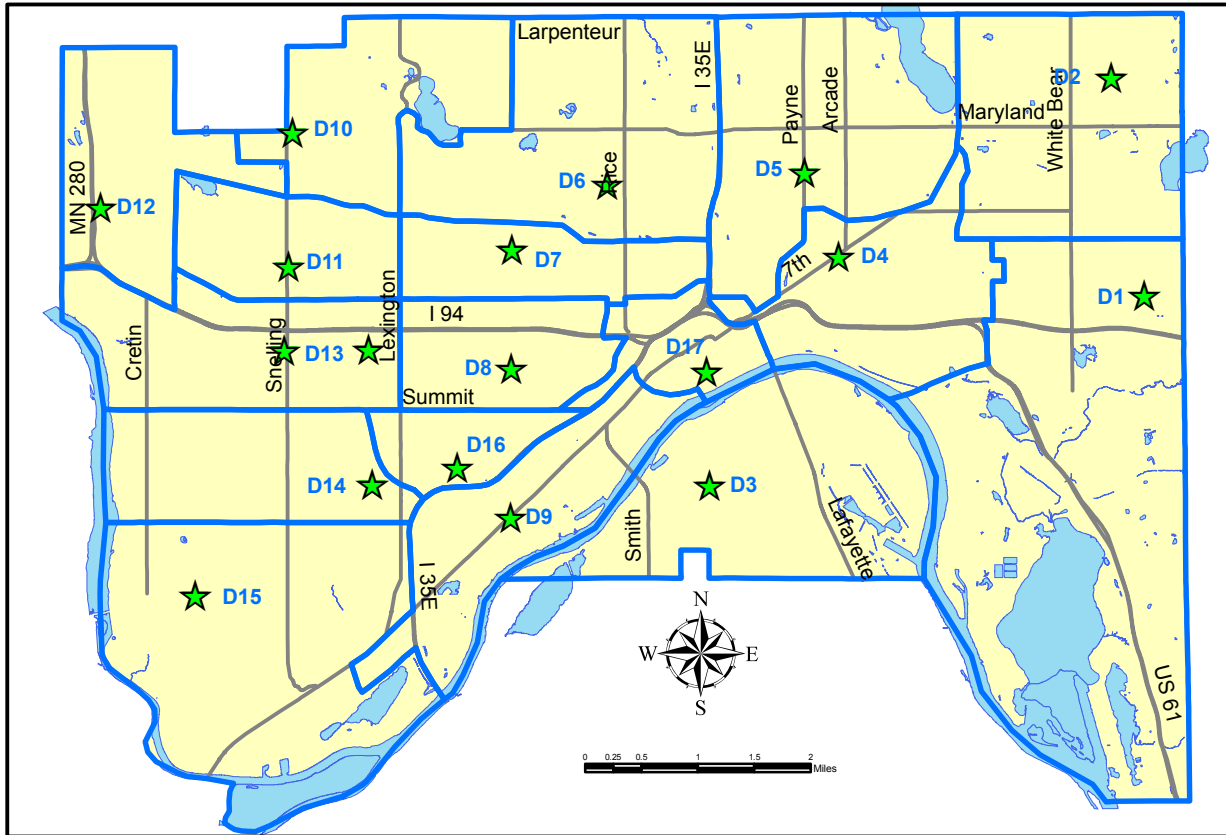 Larpenteur
I 35E
Payne
Arcade
D2
White Bear
Maryland
D10
MN 280
D12
D6
D5
D11
D7
D4
7th
D1
Lexington
I 94
Cretin
Snelling
D13
D8
D17
Summit
D16
D14
D3
D9
Smith
Lafayette
D15
I 35E
US 61
N
W
E
S
0 0.25 0.5 1 1.5 2
Miles